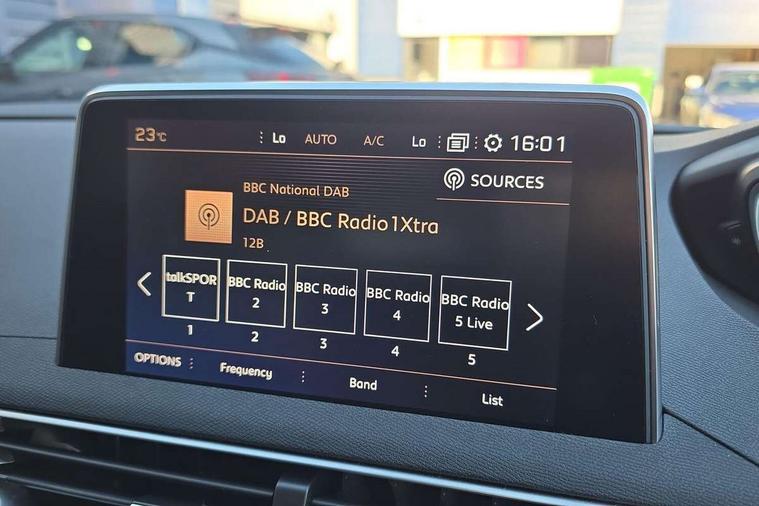 23°C Lo AUTO A/C Lo 16:01
SOURCES
BBC National DAB
DAB / BBC Radio 1Xtra
12B
talkSPOR
T
BBC Radio
2
BBC Radio
3
BBC Radio
4
BBC Radio
5 Live
1 2 3 4 5
OPTIONS Frequency Band List